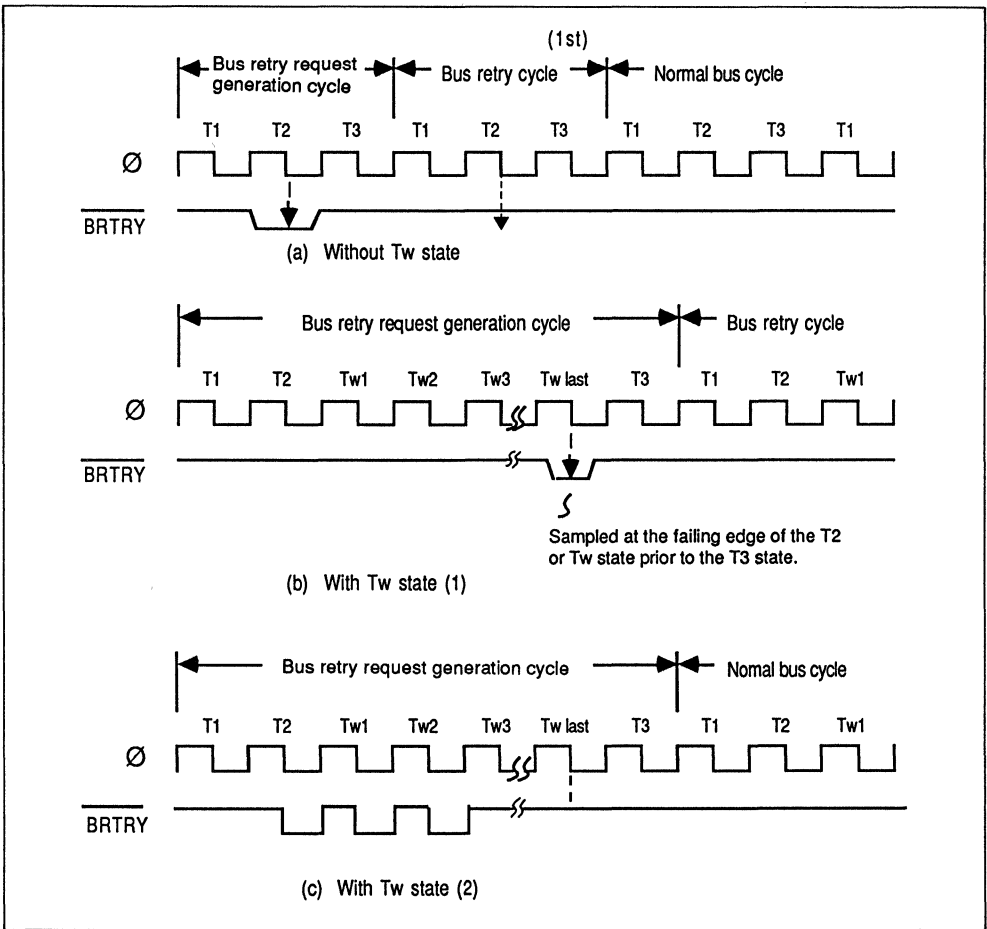 (1st)
Bus retry request
generation cycle
Bus retry cycle
Normal bus cycle
T1 T2 T3 T1 T2 T3 T1 T2 T3 T1
Ø
BRTRY
(a) Without Tw state
Bus retry request generation cycle
Bus retry cycle
T1 T2 Tw1 Tw2 Tw3 Tw last T3 T1 T2 Tw1
Ø
BRTRY
Sampled at the failing edge of the T2
or Tw state prior to the T3 state.
(b) With Tw state (1)
Bus retry request generation cycle
Nomal bus cycle
T1 T2 Tw1 Tw2 Tw3 Tw last T3 T1 T2 Tw1
Ø
BRTRY
(c) With Tw state (2)